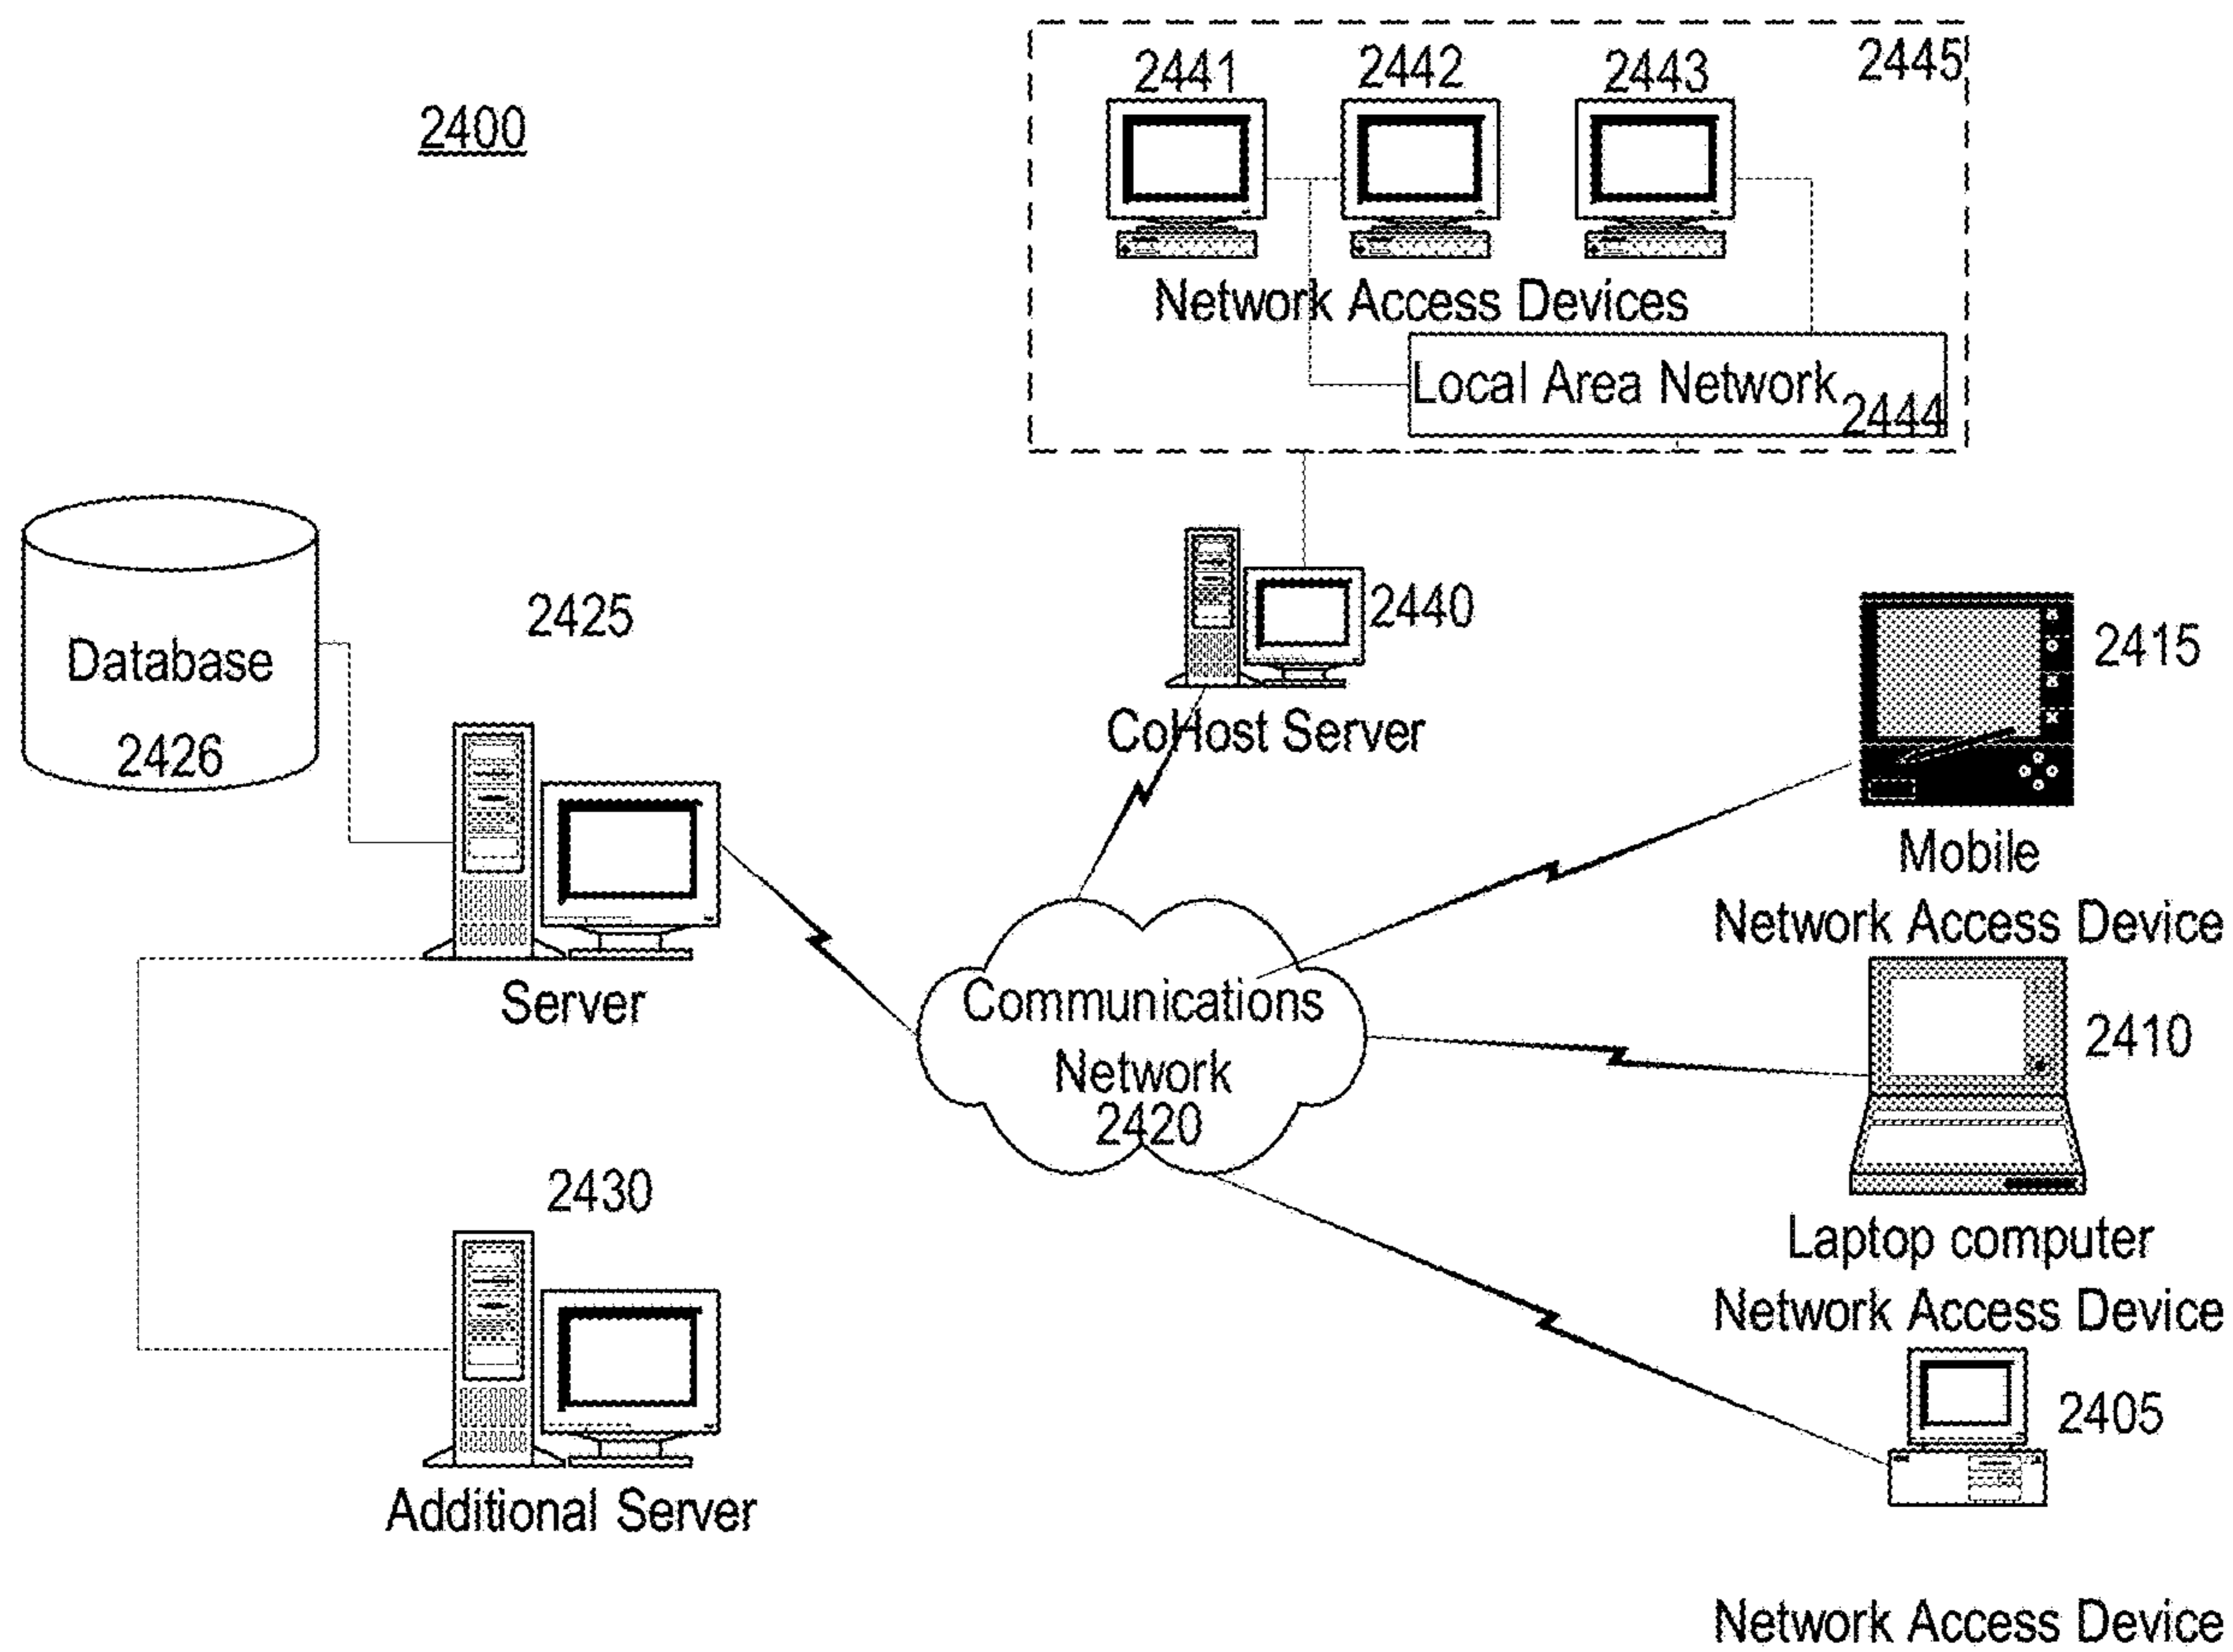 2400
2441
2442
2443
2445
Network Access Devices
Local Area Network
2444
Database
2426
2425
Server
2440
CoHost Server
2415
Mobile
Network Access Device
Communications
Network
2420
2410
Laptop computer
Network Access Device
2430
Additional Server
2405
Network Access Device